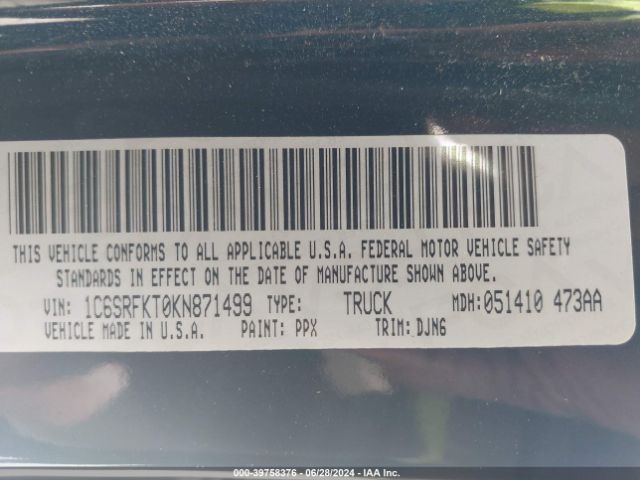 THIS VEHICLE CONFORMS TO ALL APPLICABLE U.S.A. FEDERAL MOTOR VEHICLE SAFETY
STANDARDS IN EFFECT ON THE DATE OF MANUFACTURE SHOWN ABOVE.
VIN: 1C6SRFKT0KN871499 TYPE: TRUCK MDH: 051410 473AA
VEHICLE MADE IN U.S.A. PAINT: PPX TRIM: DJN6
000-39758376 | 06/28/2024 - IAA Inc.